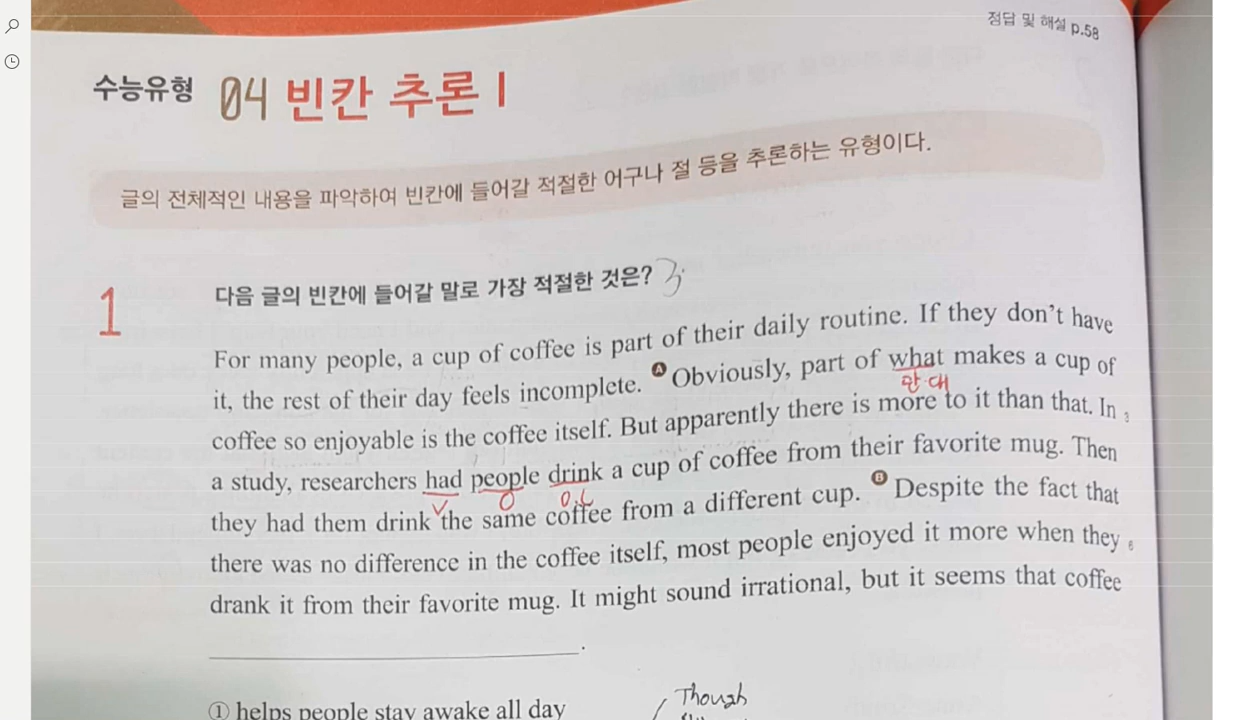 정답 및 해설 p.58
수능유형 04 빈칸 추론 I
글의 전체적인 내용을 파악하여 빈칸에 들어갈 적절한 어구나 절 등을 추론하는 유형이다.
1 다음 글의 빈칸에 들어갈 말로 가장 적절한 것은?
For many people, a cup of coffee is part of their daily routine. If they don't have
it, the rest of their day feels incomplete. A Obviously, part of what makes a cup of
관·대
coffee so enjoyable is the coffee itself. But apparently there is more to it than that. In 3
a study, researchers had people drink a cup of coffee from their favorite mug. Then
V O O.C
they had them drink the same coffee from a different cup. B Despite the fact that
there was no difference in the coffee itself, most people enjoyed it more when they 6
drank it from their favorite mug. It might sound irrational, but it seems that coffee
.
① helps people stay awake all day
Though